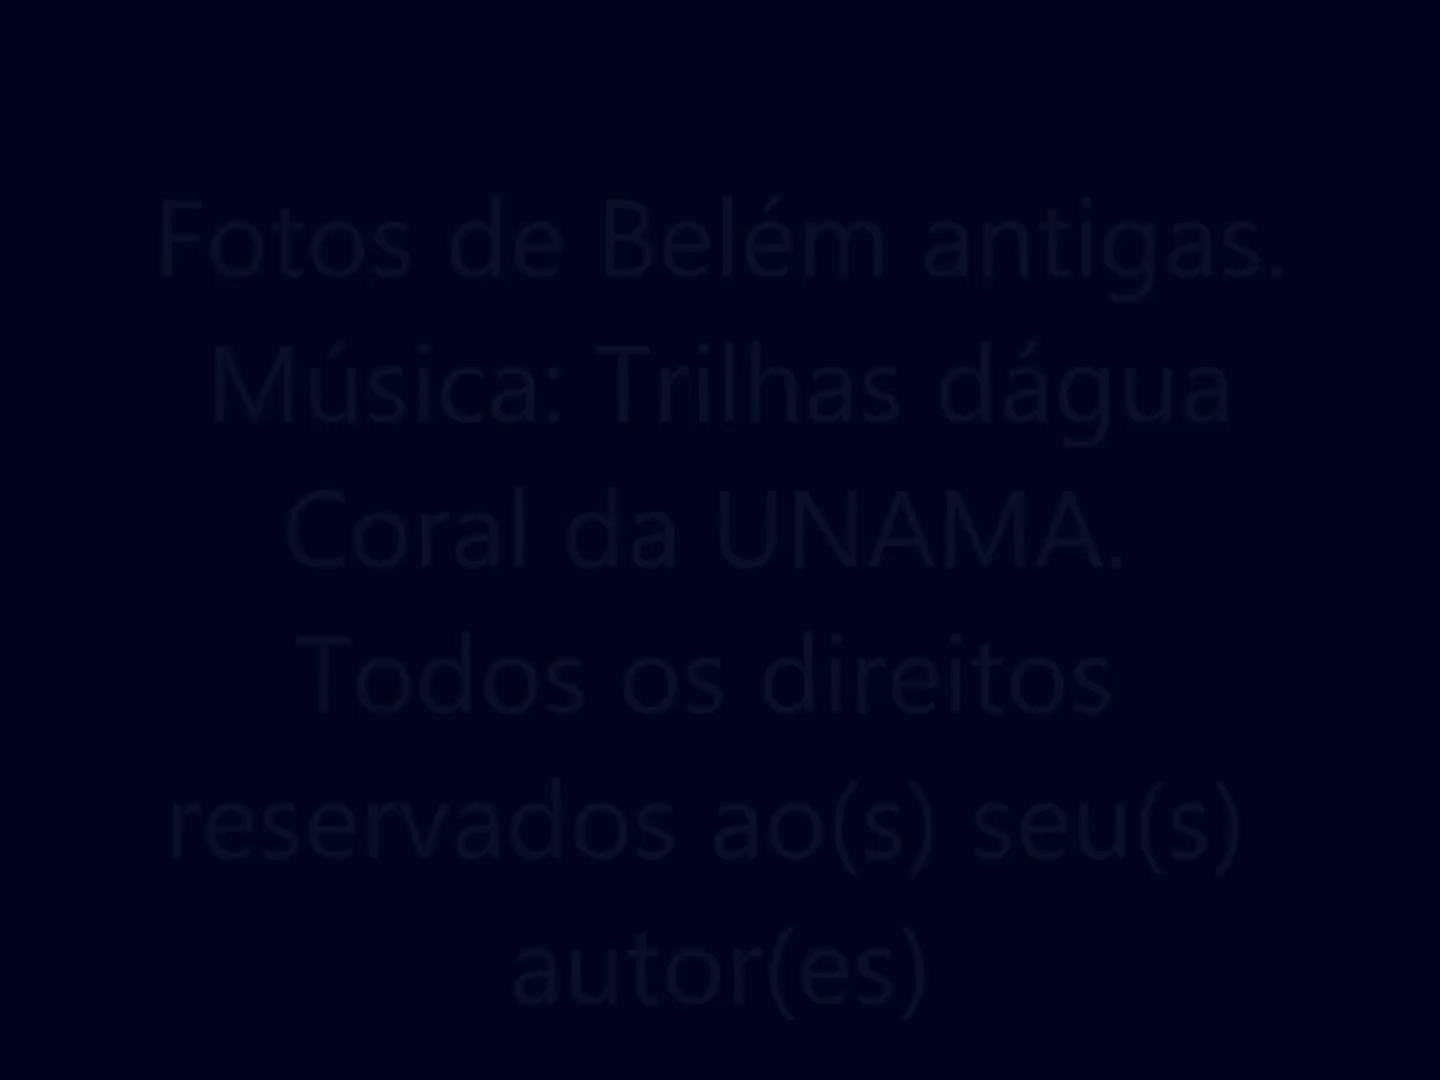 Fotos de Belém antigas.
Música: Trilhas dágua
Coral da UNAMA.
Todos os direitos
reservados ao(s) seu(s)
autor(es)